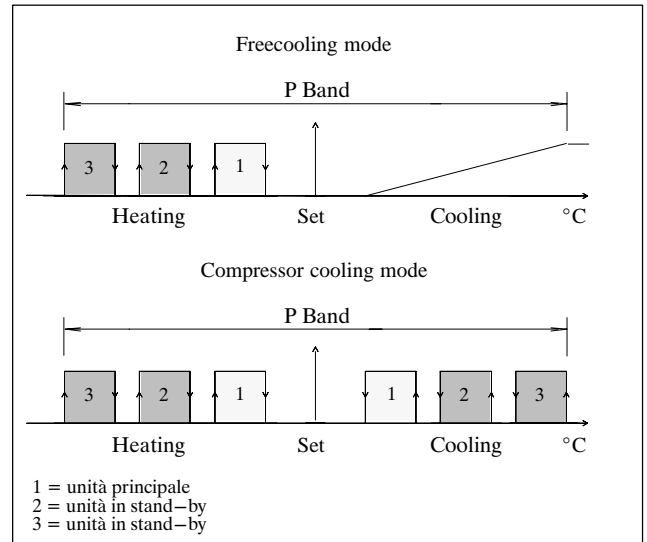 Freecooling mode
P Band
3 2 1
Heating Set Cooling °C
Compressor cooling mode
P Band
3 2 1 1 2 3
Heating Set Cooling °C
1 = unità principale
2 = unità in stand−by
3 = unità in stand−by